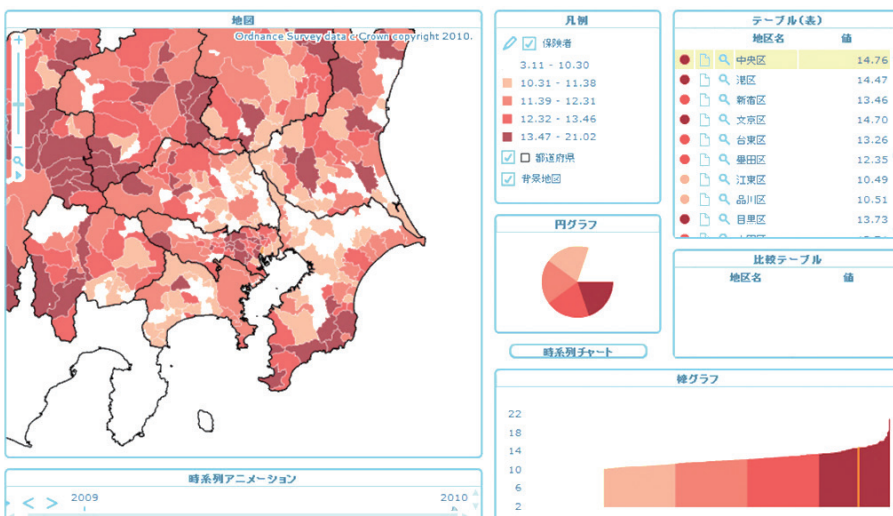 地図
Ordnance Survey data c Crown copyright 2010.
時系列アニメーション
< >
2009
2010
凡例
保険者
3.11 - 10.30
10.31 - 11.38
11.39 - 12.31
12.32 - 13.46
13.47 - 21.02
都道府県
背景地図
円グラフ
時系列チャート
テーブル(表)
地区名 値
中央区 14.76
港区 14.47
新宿区 13.46
文京区 14.70
台東区 13.26
墨田区 12.35
江東区 10.49
品川区 10.51
目黒区 13.73
比較テーブル
地区名 値
棒グラフ
22
18
14
10
6
2